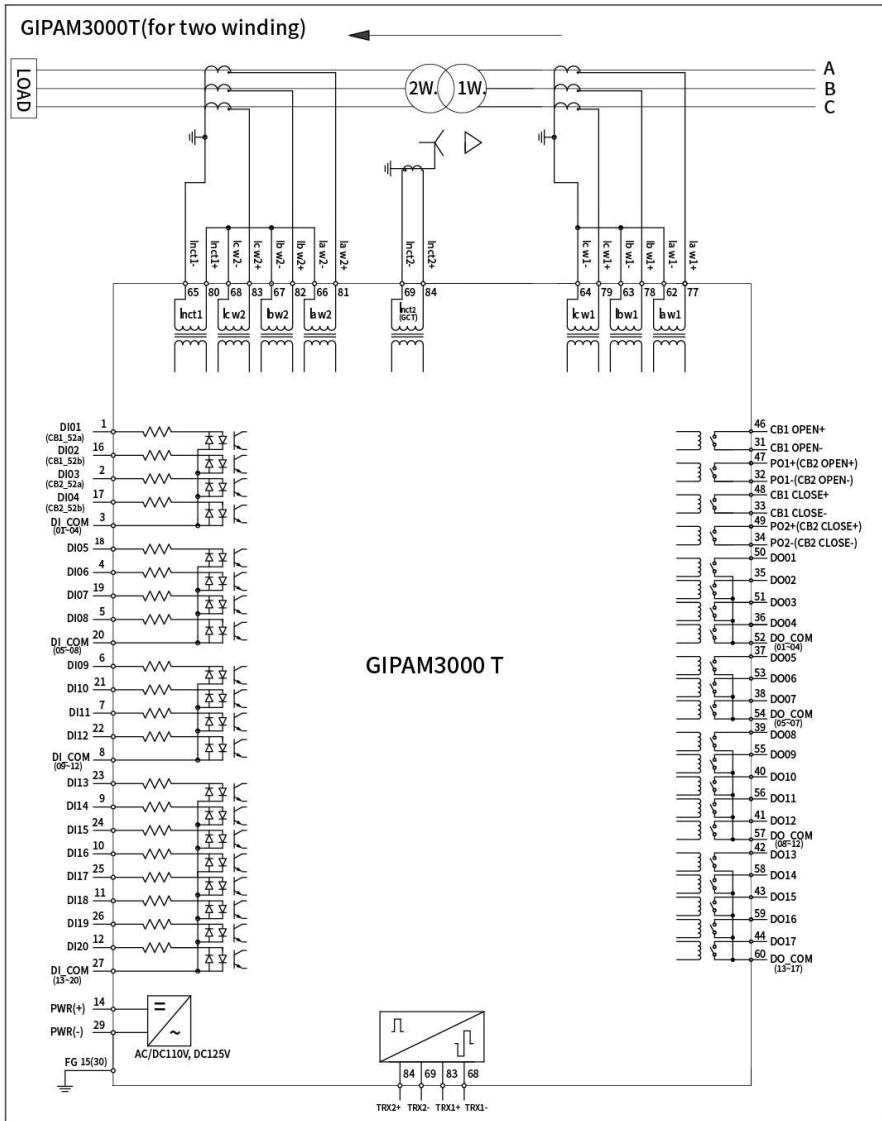 GIPAM3000T(for two winding)
LOAD
2W. 1W.
A
B
C
Inct1- Inct1+ Ic w2- Ic w2+ Ib w2- Ib w2+ Ia w2- Ia w2+ Inct2- Inct2+ Ic w1- Ic w1+ Ib w1- Ib w1+ Ia w1- Ia w1+
65 80 68 83 67 82 66 81 69 84 64 79 63 78 62 77
Inct1 Ic w2 Ib w2 Ia w2 Inct2 Ic w1 Ib w1 Ia w1
(GCT)
DI01 1
(CB1_52a)
DI02 16
(CB1_52b)
DI03 2
(CB2_52a)
DI04 17
(CB2_52b)
DI_COM 3
(01~04)
DI05 18
DI06 4
DI07 19
DI08 5
DI_COM 20
(05~08)
DI09 6
DI10 21
DI11 7
DI12 22
DI_COM 8
(09~12)
DI13 23
DI14 9
DI15 24
DI16 10
DI17 25
DI18 11
DI19 26
DI20 12
DI_COM 27
(13~20)
PWR(+) 14
PWR(-) 29
= ~
AC/DC110V, DC125V
FG 15(30)
GIPAM3000 T
46 CB1 OPEN+
31 CB1 OPEN-
47 PO1+(CB2 OPEN+)
32 PO1-(CB2 OPEN-)
48 CB1 CLOSE+
33 CB1 CLOSE-
49 PO2+(CB2 CLOSE+)
34 PO2-(CB2 CLOSE-)
50 DO01
35 DO02
51 DO03
36 DO04
52 DO_COM
(01~04)
37 DO05
53 DO06
38 DO07
54 DO_COM
(05~07)
39 DO08
55 DO09
40 DO10
56 DO11
41 DO12
57 DO_COM
(08~12)
42 DO13
58 DO14
43 DO15
59 DO16
44 DO17
60 DO_COM
(13~17)
84 69 83 68
TRX2+ TRX2- TRX1+ TRX1-